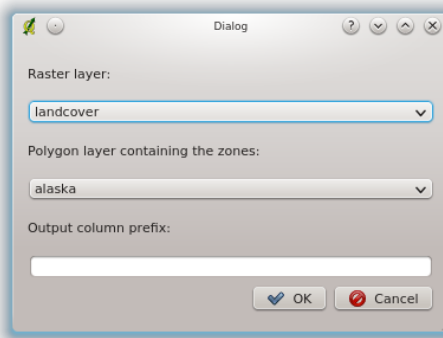 Dialog
?
Raster layer:
landcover
Polygon layer containing the zones:
alaska
Output column prefix:
OK
Cancel